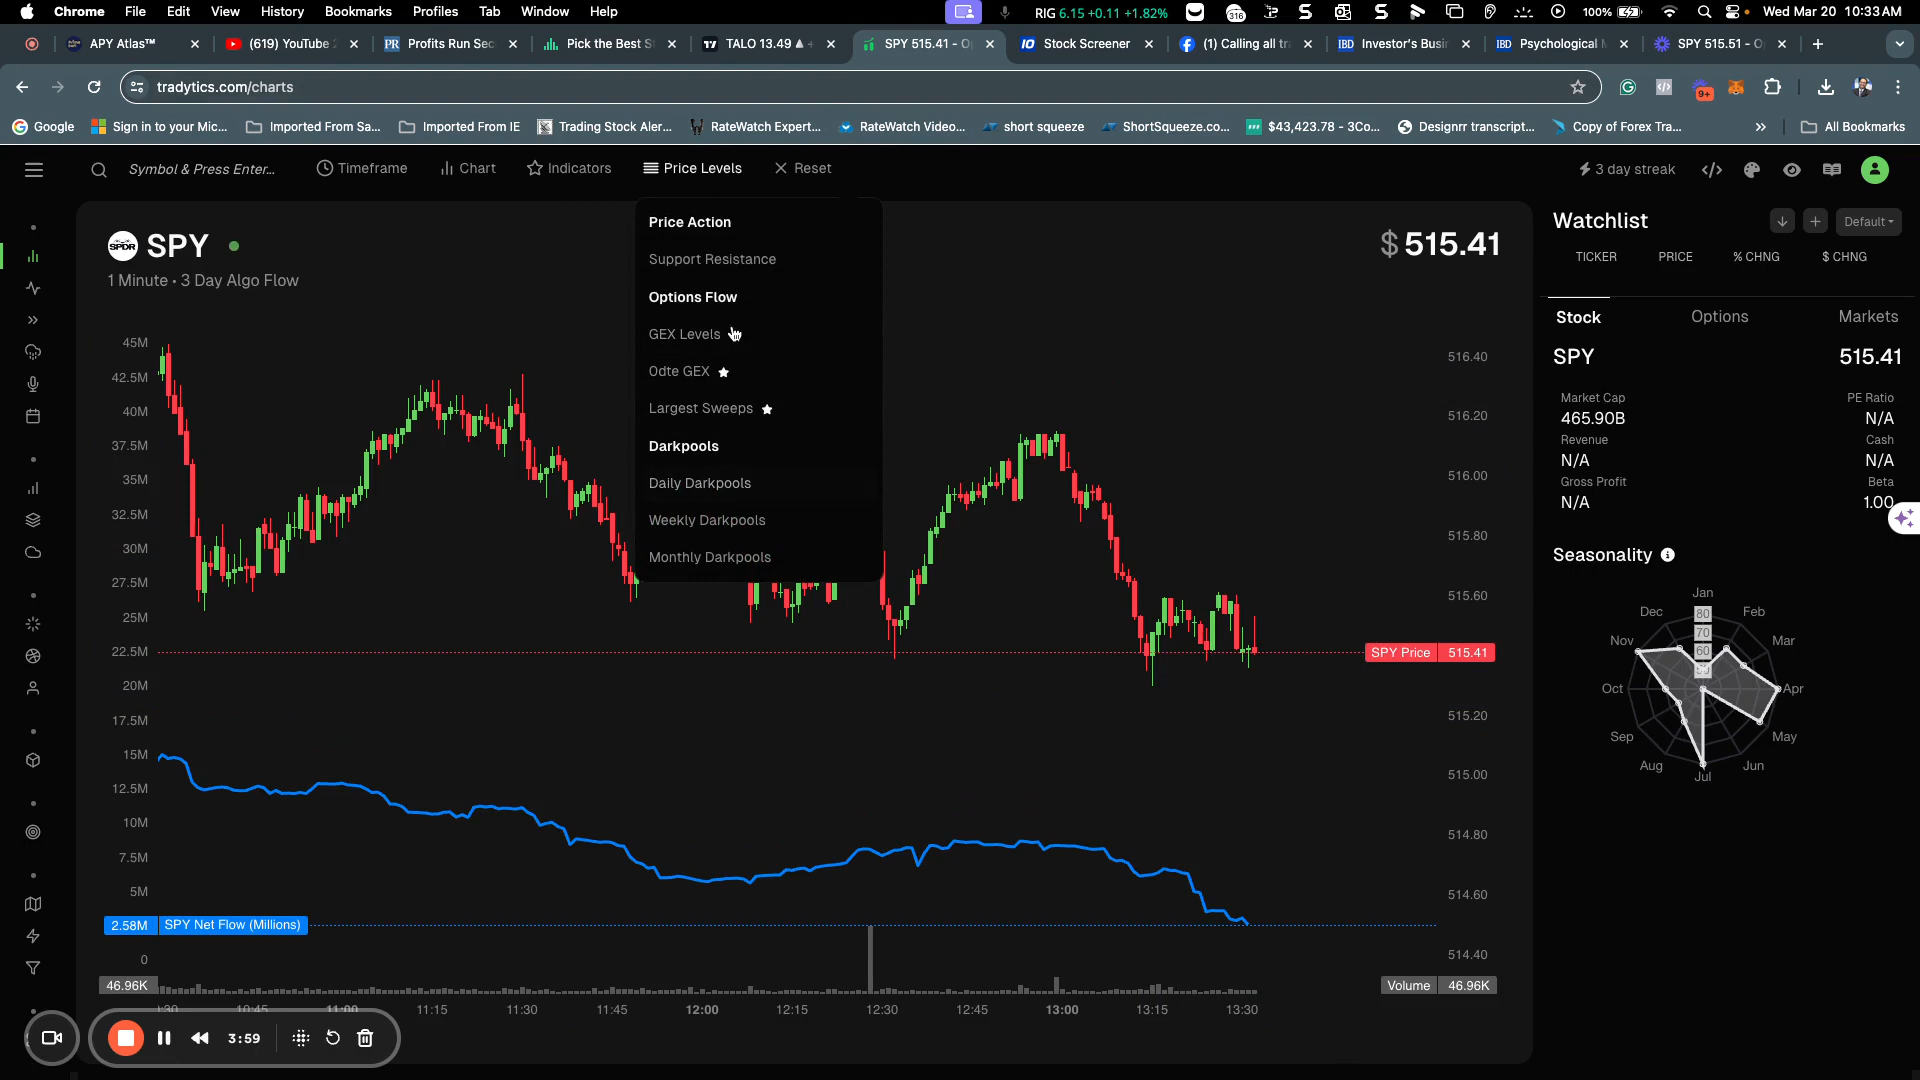 Chrome File Edit View History Bookmarks Profiles Tab Window Help
RIG 6.15 +0.11 +1.82% 316 100% Wed Mar 20 10:33 AM
APY Atlas™
(619) YouTube
Profits Run Sec
Pick the Best S
TALO 13.49 ▲ +
SPY 515.41 - O
Stock Screener
(1) Calling all tr
Investor's Busi
Psychological
SPY 515.51 - O
tradytics.com/charts
9+
Google
Sign in to your Mic...
Imported From Sa...
Imported From IE
Trading Stock Aler...
RateWatch Expert...
RateWatch Video...
short squeeze
ShortSqueeze.co...
$43,423.78 - 3Co...
Designrr transcript...
Copy of Forex Tra...
»
All Bookmarks
Symbol & Press Enter...
Timeframe
Chart
Indicators
Price Levels
Reset
3 day streak
SPY
1 Minute • 3 Day Algo Flow
$ 515.41
Price Action
Support Resistance
Options Flow
GEX Levels
0dte GEX
Largest Sweeps
Darkpools
Daily Darkpools
Weekly Darkpools
Monthly Darkpools
45M
42.5M
40M
37.5M
35M
32.5M
30M
27.5M
25M
22.5M
20M
17.5M
15M
12.5M
10M
7.5M
5M
2.58M SPY Net Flow (Millions)
0
46.96K
516.40
516.20
516.00
515.80
515.60
SPY Price 515.41
515.20
515.00
514.80
514.60
514.40
Volume 46.96K
:30 10:45 11:00 11:15 11:30 11:45 12:00 12:15 12:30 12:45 13:00 13:15 13:30
3:59
Watchlist
Default
TICKER PRICE % CHNG $ CHNG
Stock Options Markets
SPY 515.41
Market Cap PE Ratio
465.90B N/A
Revenue Cash
N/A N/A
Gross Profit Beta
N/A 1.00
Seasonality
Jan
Feb
Mar
Apr
May
Jun
Jul
Aug
Sep
Oct
Nov
Dec
80
70
60